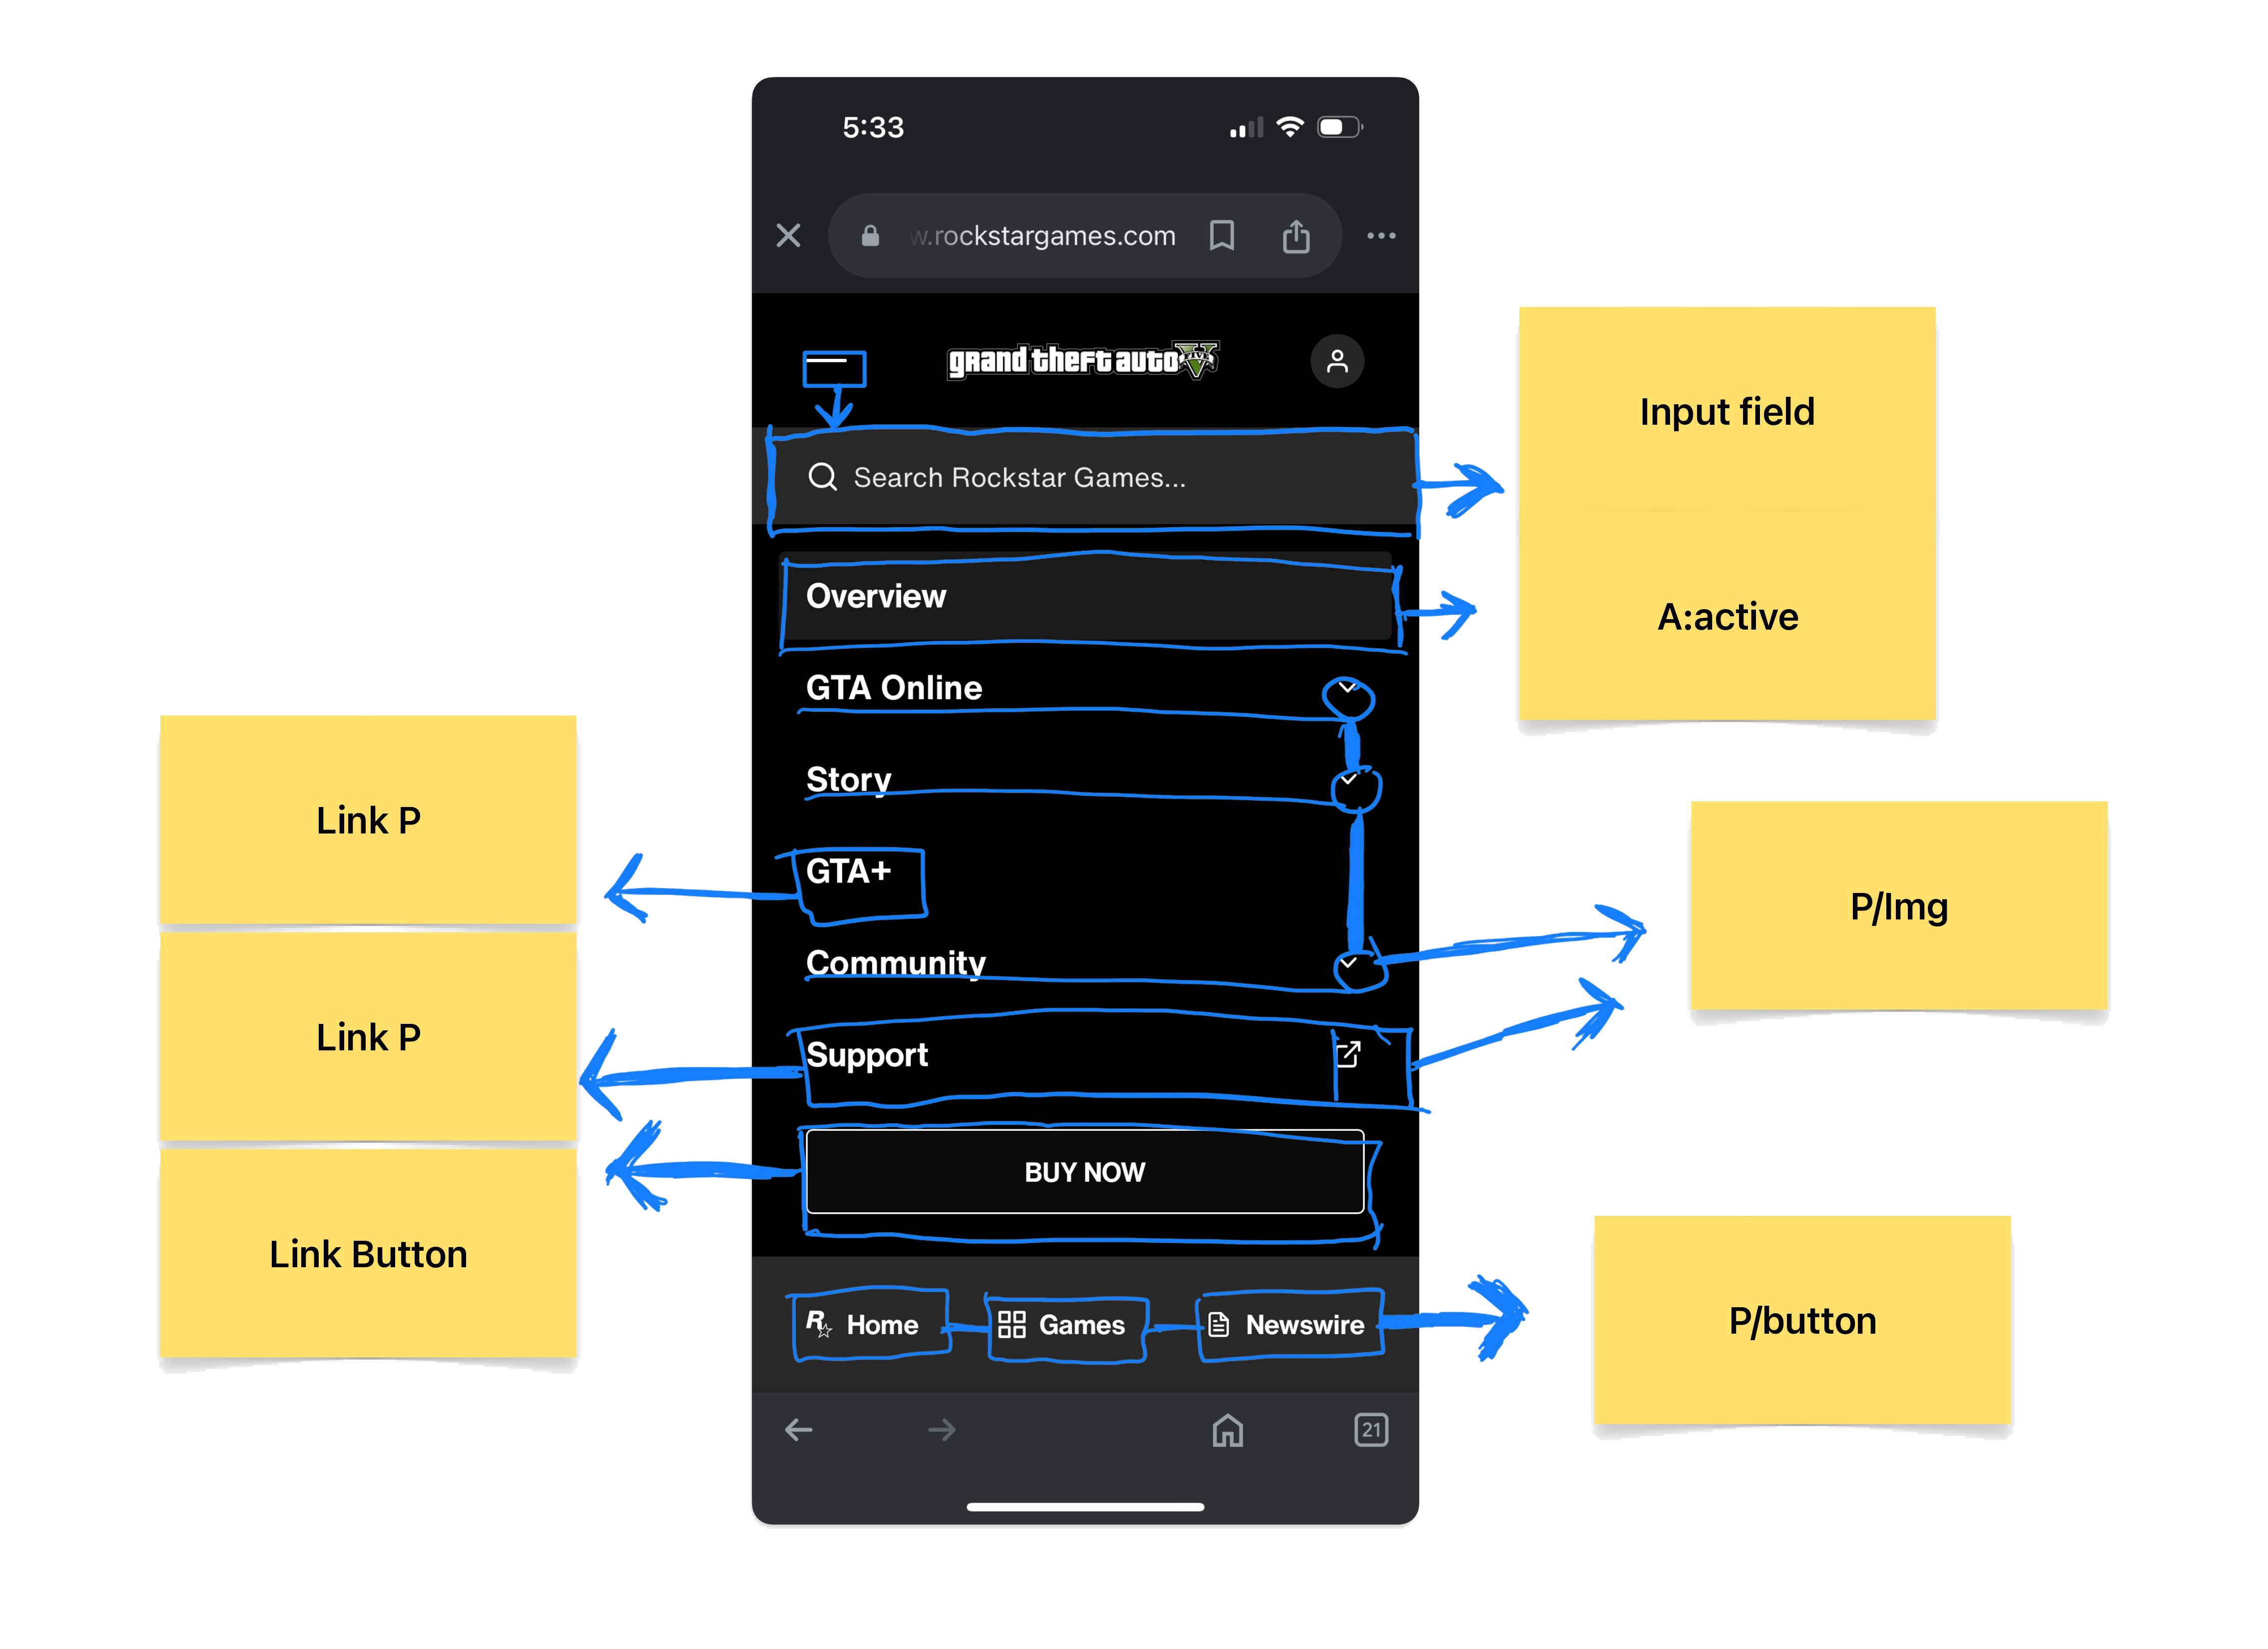 5:33
w.rockstargames.com
grand theft auto V
FIVE
Search Rockstar Games...
Input field
Overview
A:active
GTA Online
Story
Link P
GTA+
P/Img
Community
Link P
Support
BUY NOW
Link Button
Home
Games
Newswire
P/button
21